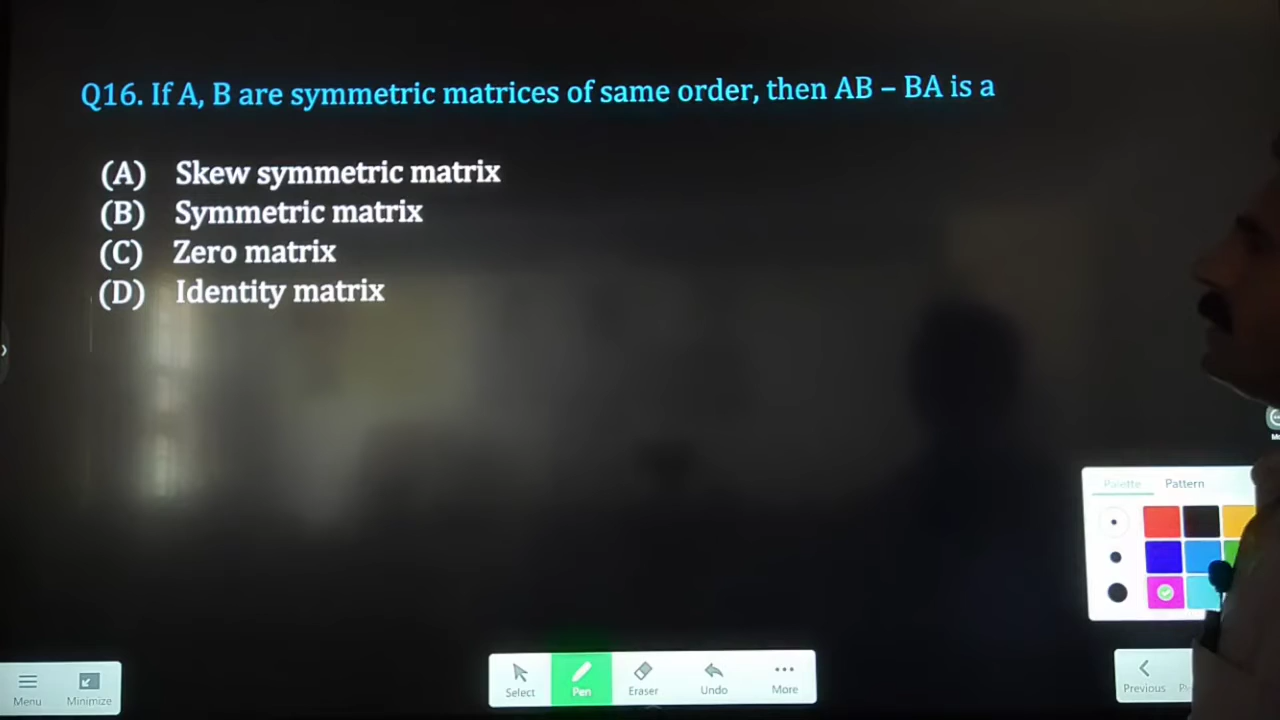 Q16. If A, B are symmetric matrices of same order, then AB – BA is a
(A) Skew symmetric matrix
(B) Symmetric matrix
(C) Zero matrix
(D) Identity matrix
Palette Pattern
Menu Minimize Select Pen Eraser Undo More Previous